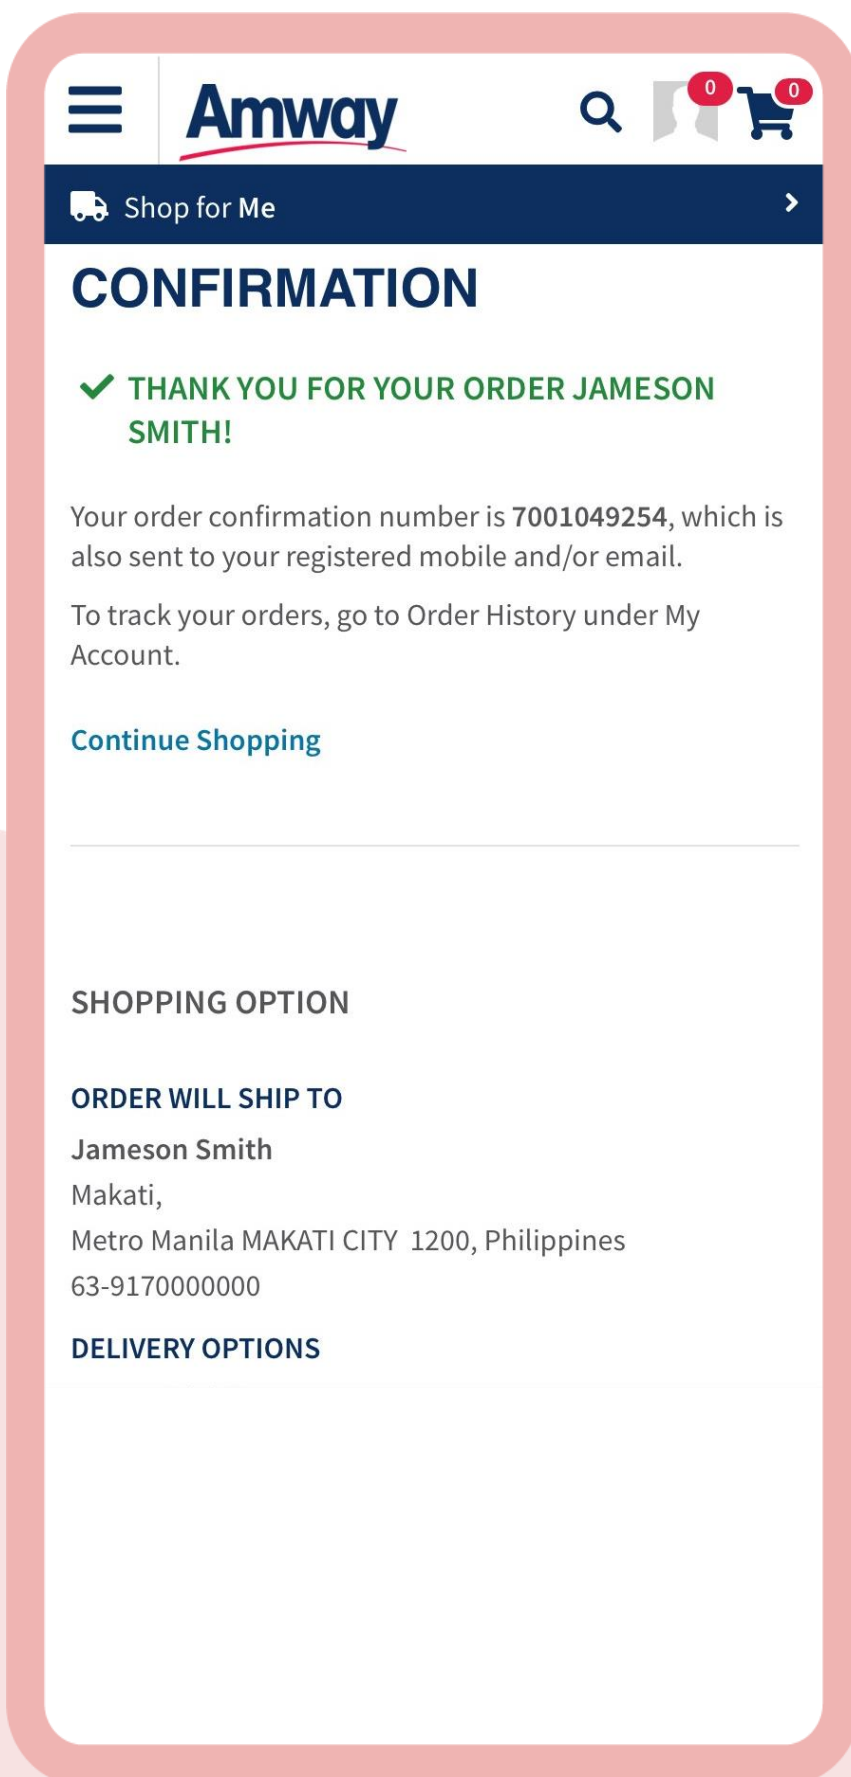 Amway
0
0
Shop for Me
CONFIRMATION
THANK YOU FOR YOUR ORDER JAMESON
SMITH!
Your order confirmation number is 7001049254, which is
also sent to your registered mobile and/or email.
To track your orders, go to Order History under My
Account.
Continue Shopping
SHOPPING OPTION
ORDER WILL SHIP TO
Jameson Smith
Makati,
Metro Manila MAKATI CITY  1200, Philippines
63-9170000000
DELIVERY OPTIONS